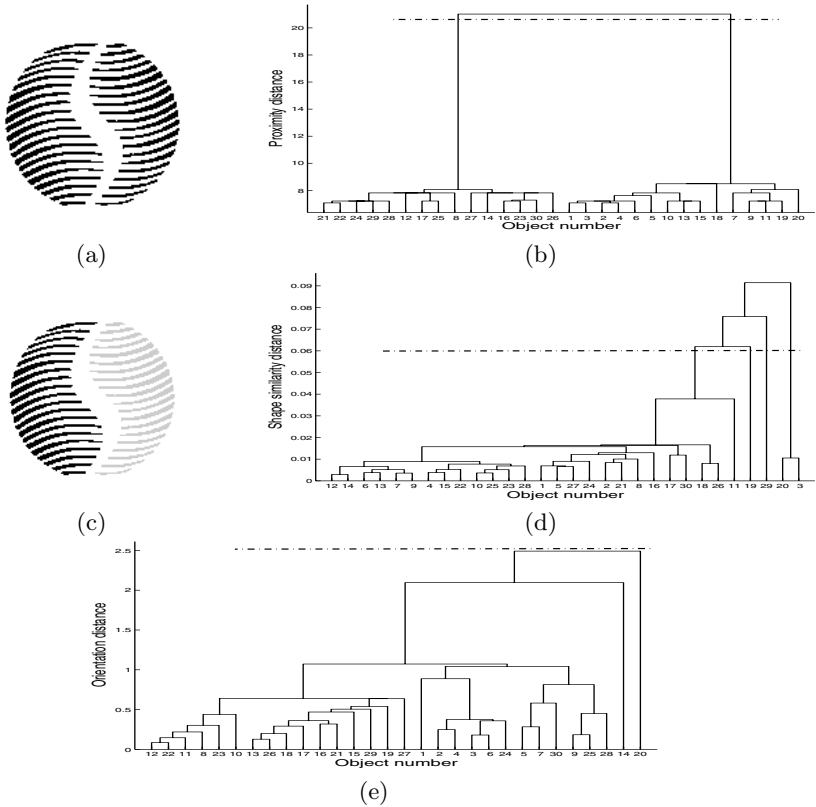 20
18
16
14
12
10
8
Proximity distance
21 22 24 29 28 12 17 25 8 27 14 16 23 30 26 1 3 2 4 6 5 10 13 15 18 7 9 11 19 20
Object number
(a)
(b)
0.09
0.08
0.07
0.06
0.05
0.04
0.03
0.02
0.01
0
Shape similarity distance
12 14 6 13 7 9 4 15 22 10 25 23 28 1 5 27 24 2 21 8 16 17 30 18 26 11 19 29 20 3
Object number
(c)
(d)
2.5
2
1.5
1
0.5
0
Orientation distance
12 22 11 8 23 10 13 26 18 17 16 21 15 29 19 27 1 2 4 3 6 24 5 7 30 9 25 28 14 20
Object number
(e)